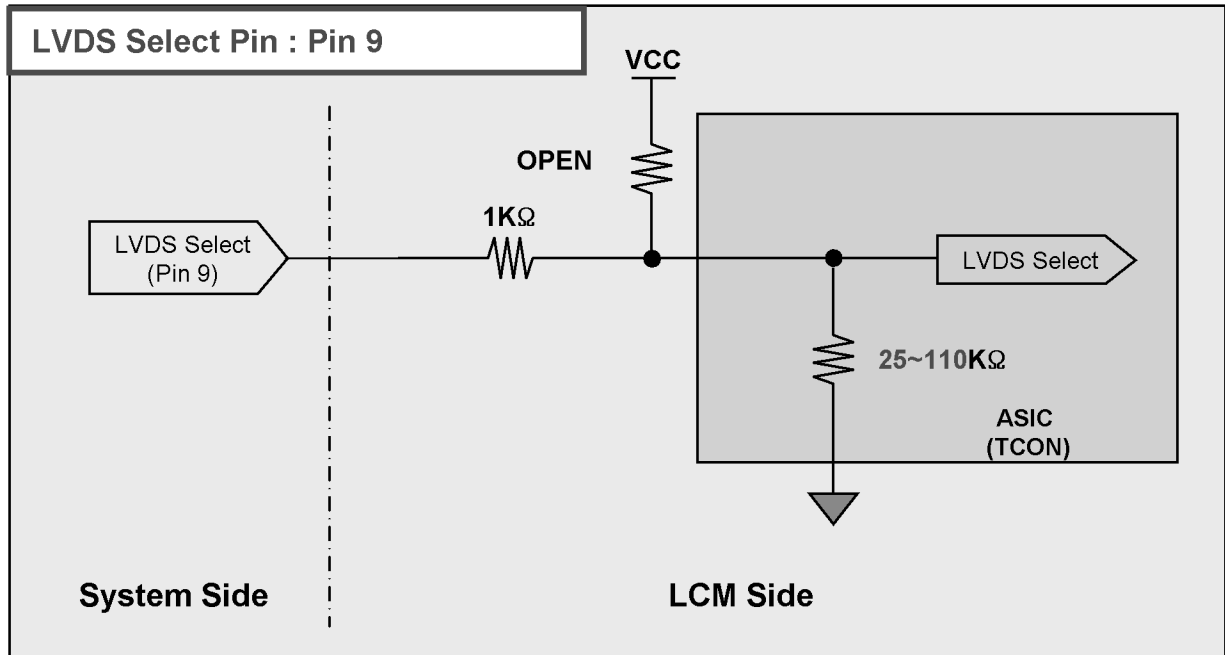 LVDS Select Pin : Pin 9
VCC
OPEN
1KΩ
LVDS Select
(Pin 9)
LVDS Select
25~110KΩ
ASIC
(TCON)
System Side
LCM Side